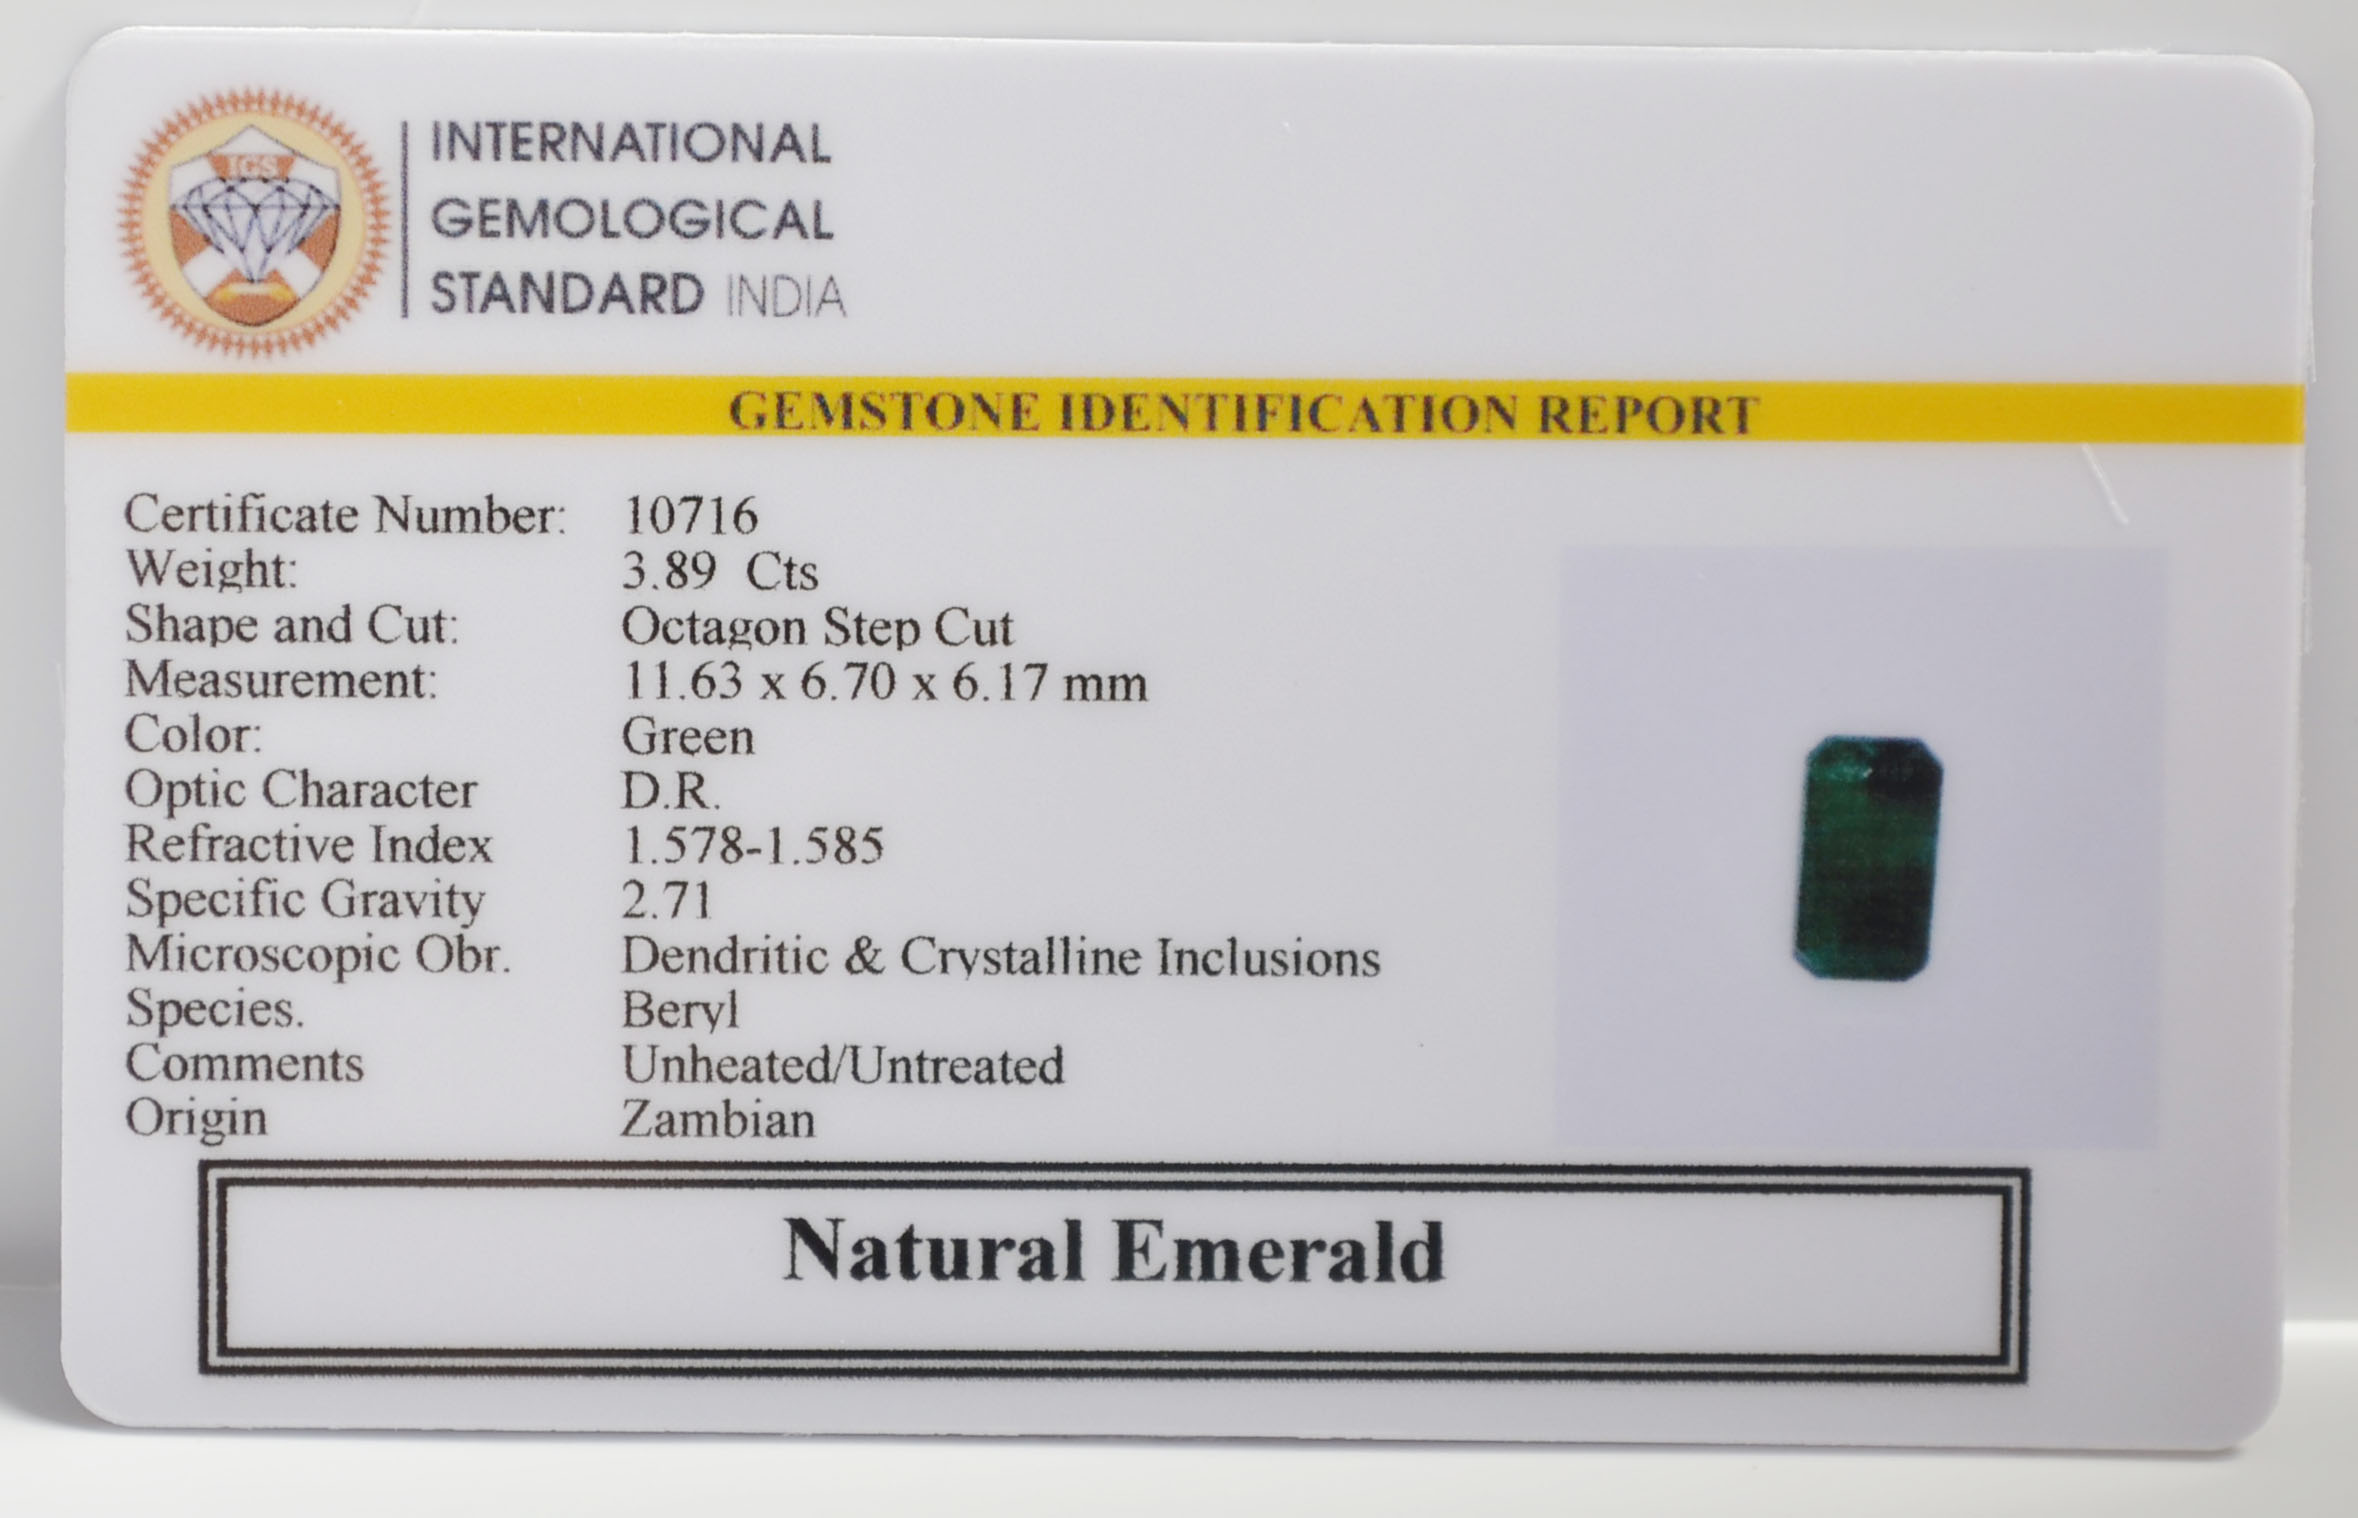 IGS
INTERNATIONAL
GEMOLOGICAL
STANDARD INDIA
GEMSTONE IDENTIFICATION REPORT
Certificate Number: 10716
Weight: 3.89 Cts
Shape and Cut: Octagon Step Cut
Measurement: 11.63 x 6.70 x 6.17 mm
Color: Green
Optic Character D.R.
Refractive Index 1.578-1.585
Specific Gravity 2.71
Microscopic Obr. Dendritic & Crystalline Inclusions
Species. Beryl
Comments Unheated/Untreated
Origin Zambian
Natural Emerald